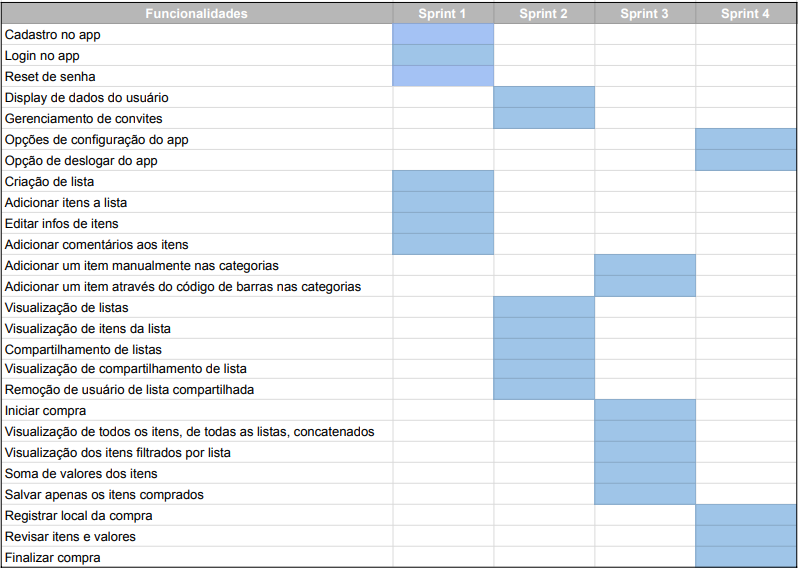 Funcionalidades Sprint 1 Sprint 2 Sprint 3 Sprint 4
Cadastro no app
Login no app
Reset de senha
Display de dados do usuário
Gerenciamento de convites
Opções de configuração do app
Opção de deslogar do app
Criação de lista
Adicionar itens a lista
Editar infos de itens
Adicionar comentários aos itens
Adicionar um item manualmente nas categorias
Adicionar um item através do código de barras nas categorias
Visualização de listas
Visualização de itens da lista
Compartilhamento de listas
Visualização de compartilhamento de lista
Remoção de usuário de lista compartilhada
Iniciar compra
Visualização de todos os itens, de todas as listas, concatenados
Visualização dos itens filtrados por lista
Soma de valores dos itens
Salvar apenas os itens comprados
Registrar local da compra
Revisar itens e valores
Finalizar compra